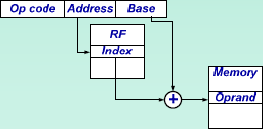 Op code Address Base
RF
Index
Memory
+
Oprand